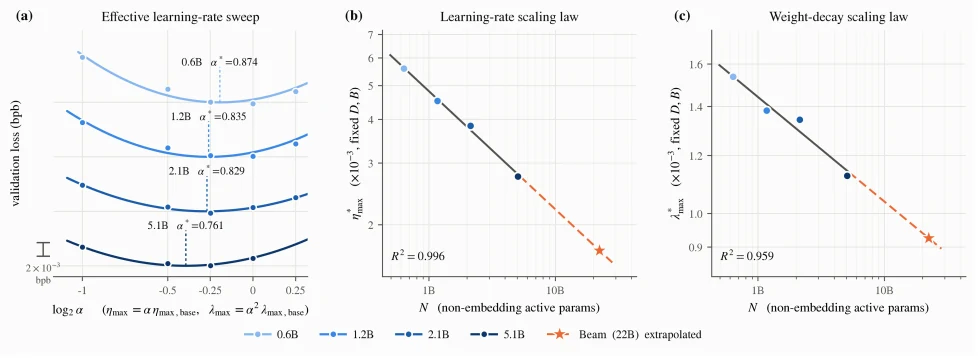 (a) Effective learning-rate sweep
validation loss (bpb)
0.6B α*=0.874
1.2B α*=0.835
2.1B α*=0.829
5.1B α*=0.761
2×10⁻³
bpb
-1 -0.5 -0.25 0 0.25
log₂ α (η_max = α η_max, base, λ_max = α² λ_max, base)
(b) Learning-rate scaling law
η*_max (×10⁻³, fixed D, B)
7
6
5
4
3
2
R² = 0.996
1B 10B
N (non-embedding active params)
(c) Weight-decay scaling law
λ*_max (×10⁻³, fixed D, B)
1.6
1.4
1.2
1.0
0.9
R² = 0.959
1B 10B
N (non-embedding active params)
0.6B 1.2B 2.1B 5.1B Beam (22B) extrapolated